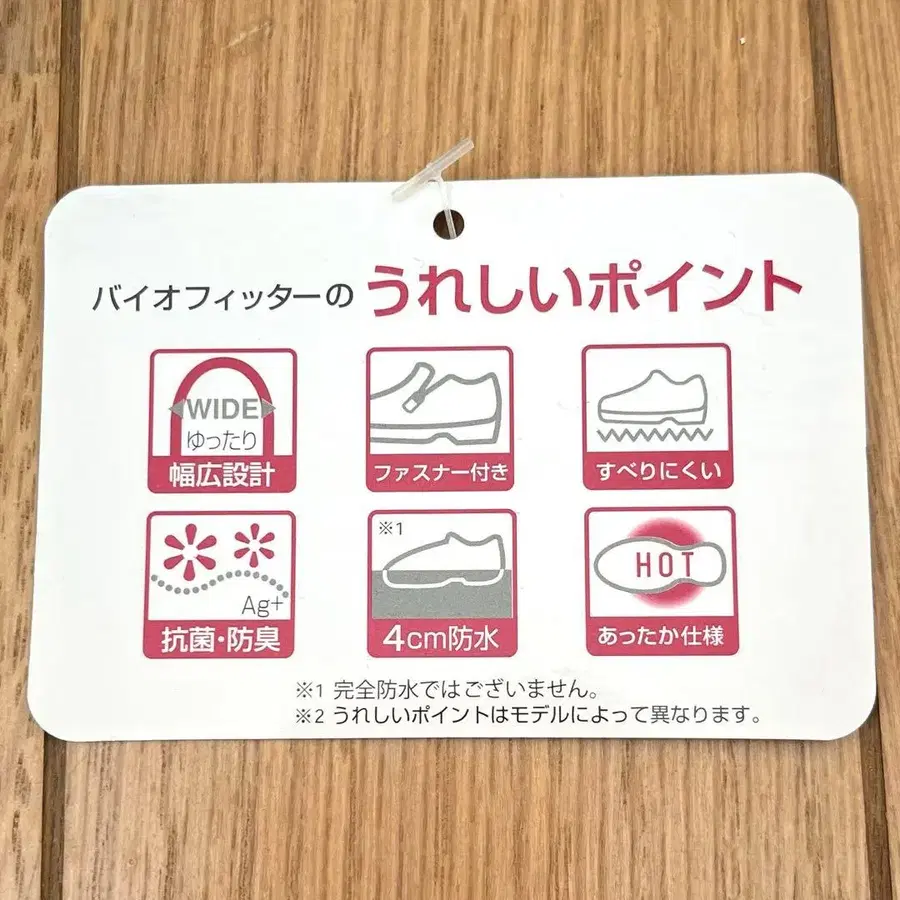 バイオフィッターの うれしいポイント
WIDE
ゆったり
幅広設計
ファスナー付き
すべりにくい
Ag+
抗菌・防臭
※1
4cm防水
HOT
あったか仕様
※1 完全防水ではございません。
※2 うれしいポイントはモデルによって異なります。